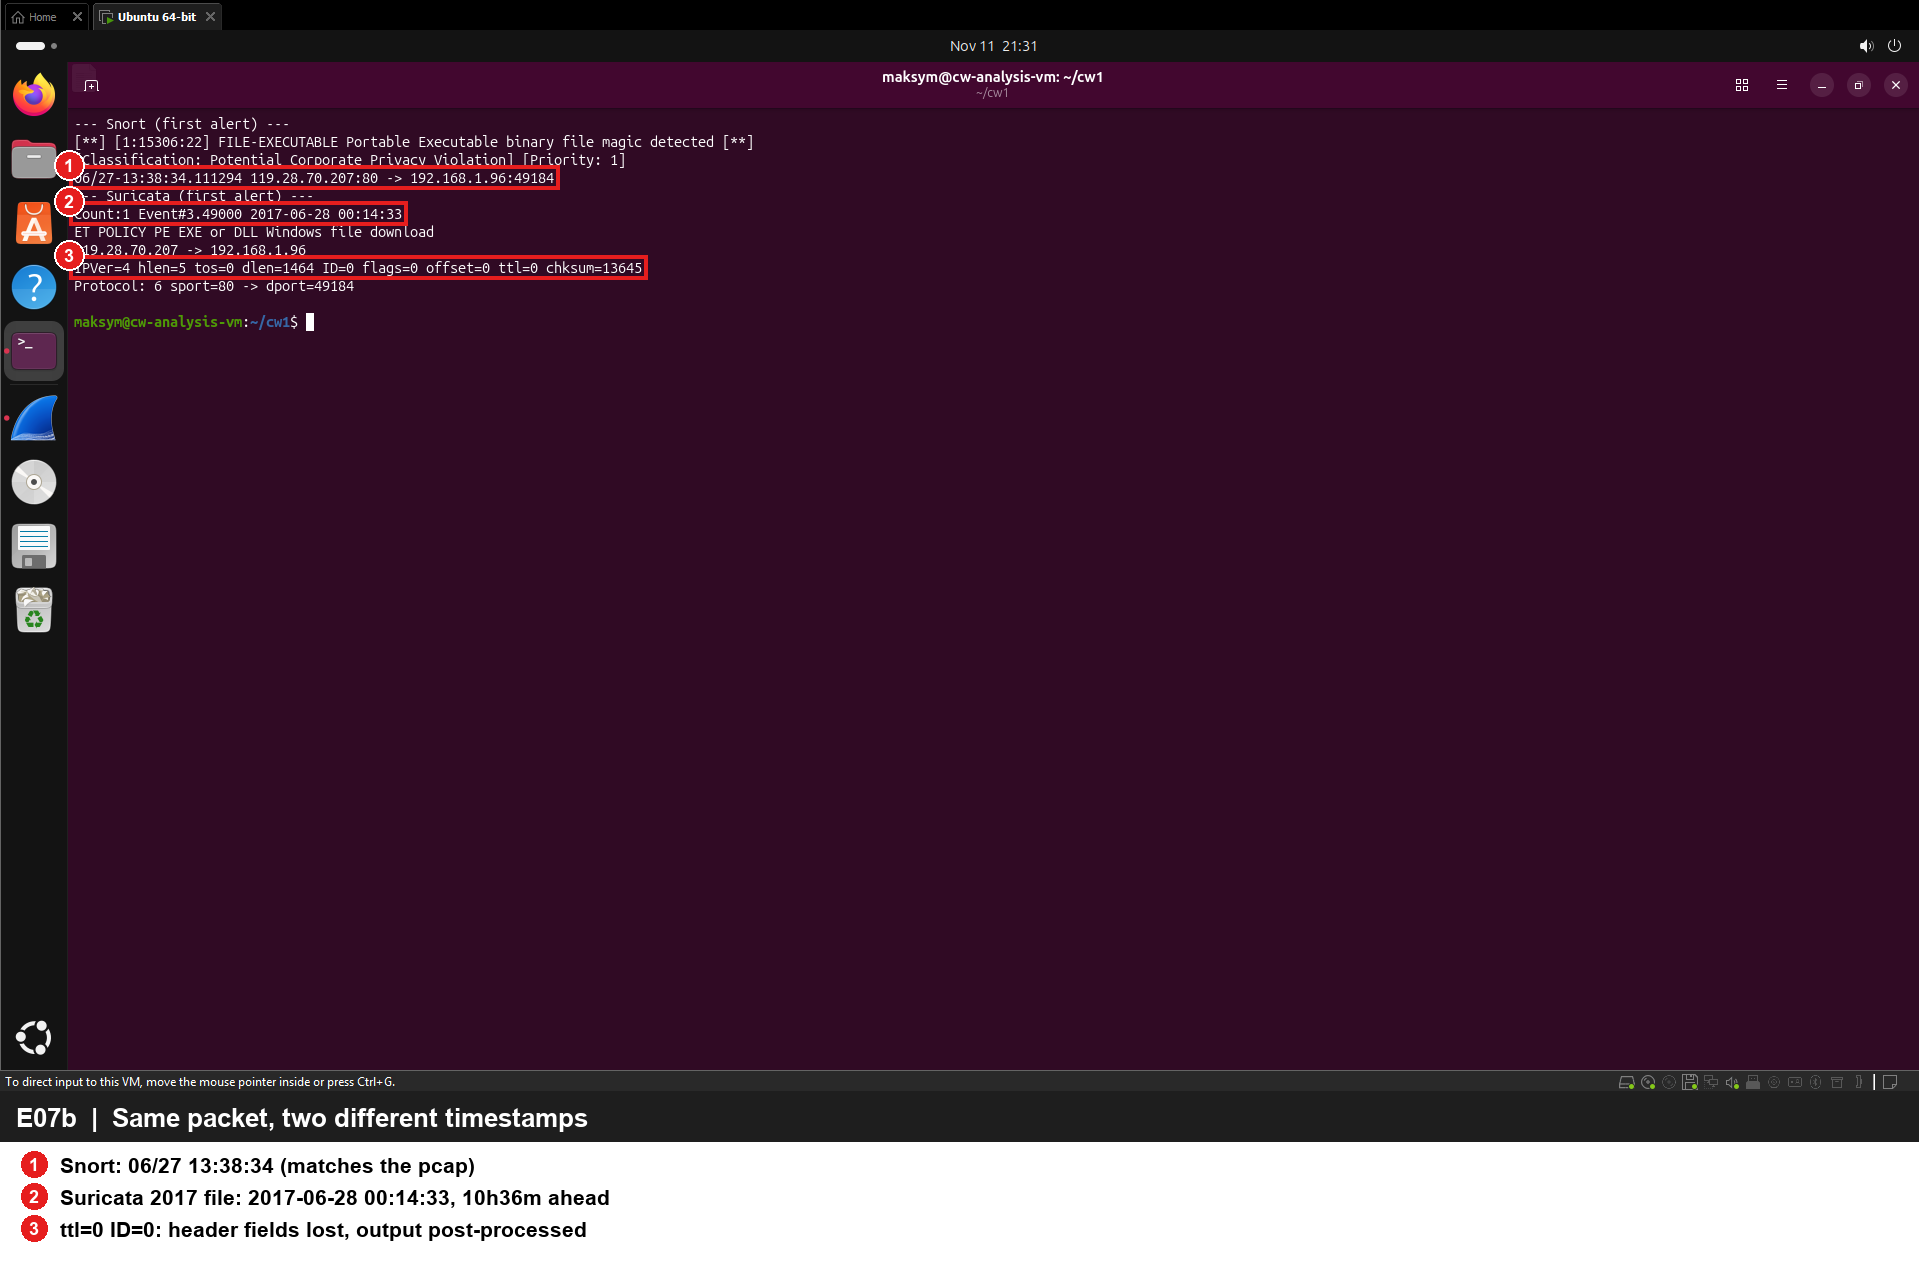 Home
Ubuntu 64-bit
Nov 11 21:31
maksym@cw-analysis-vm: ~/cw1
~/cw1
--- Snort (first alert) ---
[**] [1:15306:22] FILE-EXECUTABLE Portable Executable binary file magic detected [**]
Classification: Potential Corporate Privacy Violation] [Priority: 1]
1
06/27-13:38:34.111294 119.28.70.207:80 -> 192.168.1.96:49184
-- Suricata (first alert) ---
2
Count:1 Event#3.49000 2017-06-28 00:14:33
ET POLICY PE EXE or DLL Windows file download
19.28.70.207 -> 192.168.1.96
3
IPVer=4 hlen=5 tos=0 dlen=1464 ID=0 flags=0 offset=0 ttl=0 chksum=13645
Protocol: 6 sport=80 -> dport=49184
maksym@cw-analysis-vm:~/cw1$
To direct input to this VM, move the mouse pointer inside or press Ctrl+G.
E07b | Same packet, two different timestamps
1 Snort: 06/27 13:38:34 (matches the pcap)
2 Suricata 2017 file: 2017-06-28 00:14:33, 10h36m ahead
3 ttl=0 ID=0: header fields lost, output post-processed